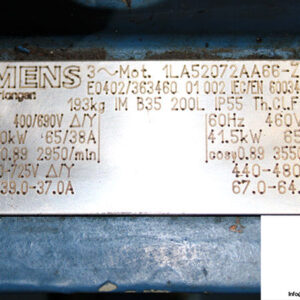 MENS 3~Mot. 1LA52072AA66-Z
E0402/363460 01 002 IEC/EN 60034
193kg IM B35 200L IP55 Th.Cl.F
400/690V Δ/Y 60Hz 460V
0kW 65/38A 41.5kW 65
0.89 2950/min cosφ0.89 355
0-725V Δ/Y 440-480
39.0-37.0A 67.0-64